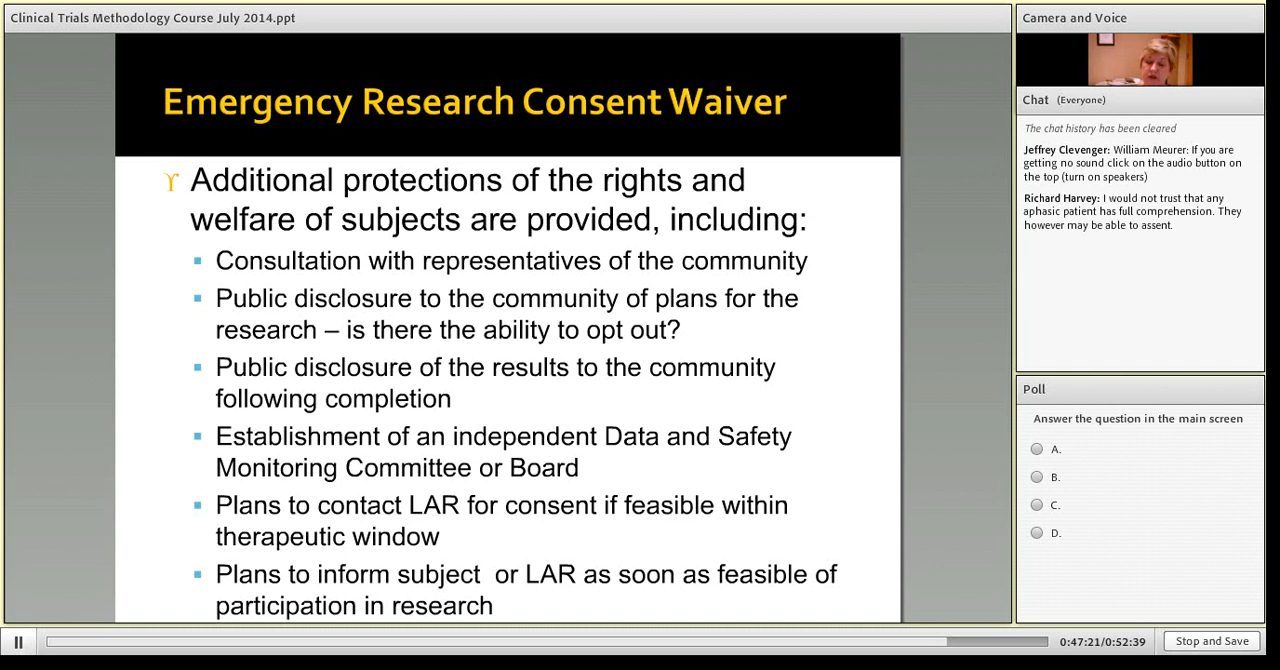 Clinical Trials Methodology Course July 2014.ppt
Emergency Research Consent Waiver
Additional protections of the rights and
welfare of subjects are provided, including:
Consultation with representatives of the community
Public disclosure to the community of plans for the
research – is there the ability to opt out?
Public disclosure of the results to the community
following completion
Establishment of an independent Data and Safety
Monitoring Committee or Board
Plans to contact LAR for consent if feasible within
therapeutic window
Plans to inform subject  or LAR as soon as feasible of
participation in research
Camera and Voice
Chat (Everyone)
The chat history has been cleared
Jeffrey Clevenger: William Meurer: If you are
getting no sound click on the audio button on
the top (turn on speakers)
Richard Harvey: I would not trust that any
aphasic patient has full comprehension. They
however may be able to assent.
Poll
Answer the question in the main screen
A.
B.
C.
D.
0:47:21/0:52:39
Stop and Save